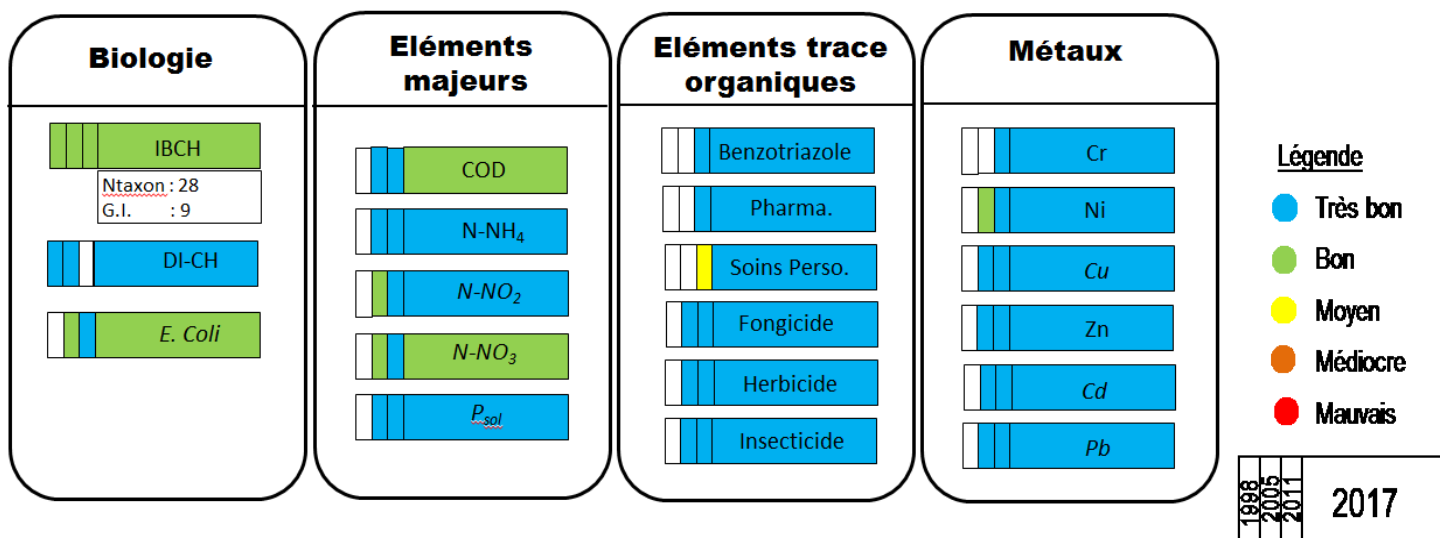 Biologie
IBCH
Ntaxon : 28
G.I. : 9
DI-CH
E. Coli
Eléments
majeurs
COD
N-NH₄
N-NO₂
N-NO₃
Pₛₒₗ
Eléments trace
organiques
Benzotriazole
Pharma.
Soins Perso.
Fongicide
Herbicide
Insecticide
Métaux
Cr
Ni
Cu
Zn
Cd
Pb
Légende
Très bon
Bon
Moyen
Médiocre
Mauvais
1998
2005
2011
2017